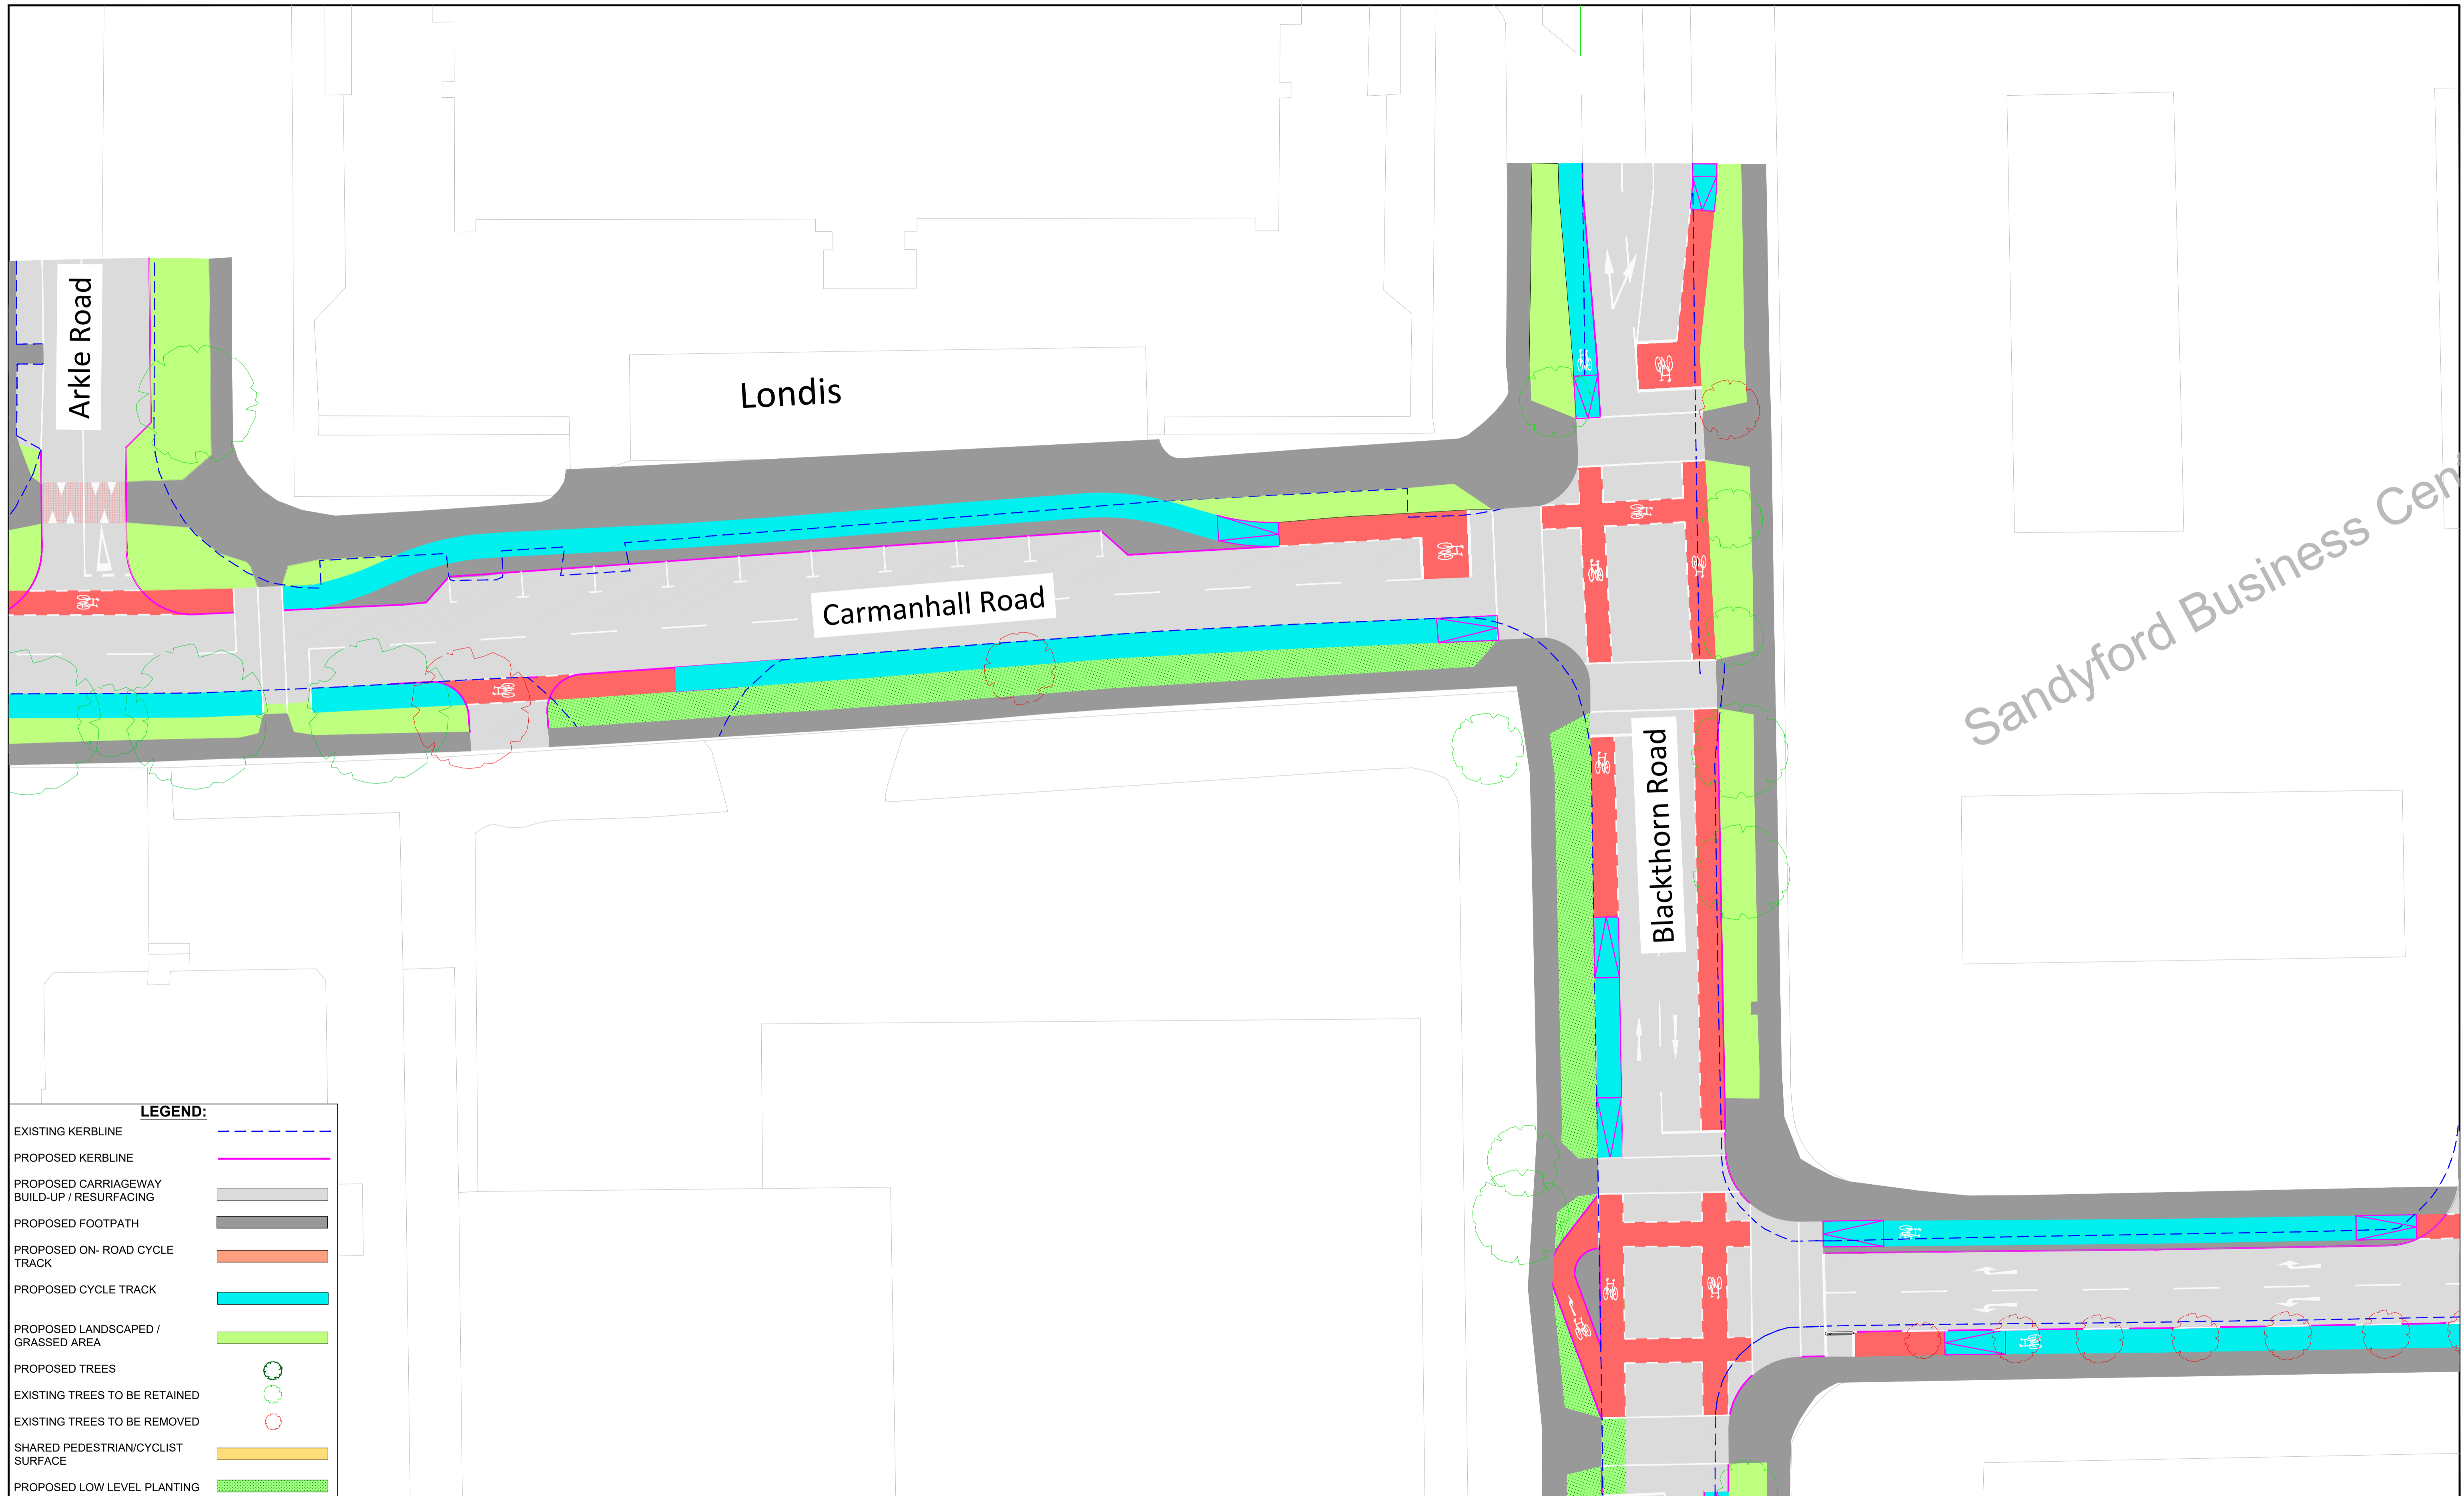 Arkle Road
Londis
Carmanhall Road
Blackthorn Road
Sandyford Business Cen
LEGEND:
EXISTING KERBLINE
PROPOSED KERBLINE
PROPOSED CARRIAGEWAY
BUILD-UP / RESURFACING
PROPOSED FOOTPATH
PROPOSED ON- ROAD CYCLE
TRACK
PROPOSED CYCLE TRACK
PROPOSED LANDSCAPED /
GRASSED AREA
PROPOSED TREES
EXISTING TREES TO BE RETAINED
EXISTING TREES TO BE REMOVED
SHARED PEDESTRIAN/CYCLIST
SURFACE
PROPOSED LOW LEVEL PLANTING